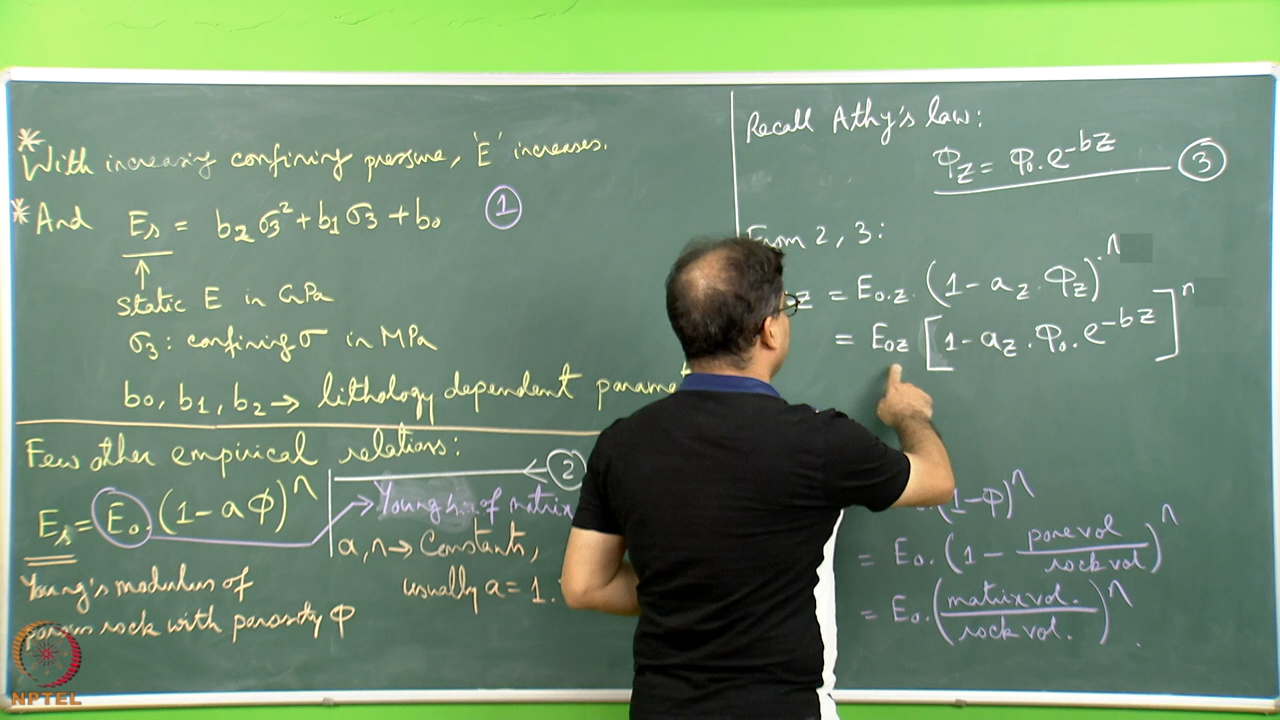 * With increasing confining pressure, 'E' increases.
* And Es = b2 σ3² + b1 σ3 + b0 ①
↑
static E in GPa
σ3 : confining σ in MPa
b0, b1, b2 → lithology dependent
Few other empirical relations:
Es = E0. (1 - aΦ)^n
Young's m. of matrix ②
a, n → Constants,
usually a = 1.
Young's modulus of
porous rock with porosity φ
Recall Athy's law:
Φz = Φ0. e^-bz ③
From 2, 3:
z = E0.z. (1 - az. Φz)^n
= E0z [1 - az. Φ0. e^-bz]^n
(1-Φ)^n
= E0. (1 - pore vol / rock vol)^n
= E0. (matrix vol. / rock vol.)^n
NPTEL